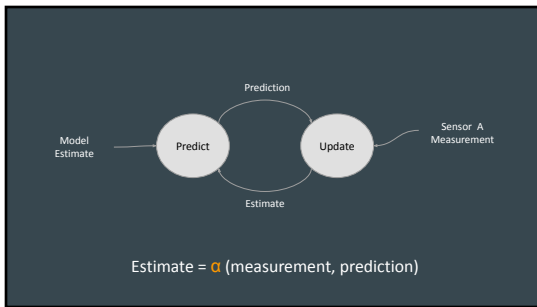 Prediction
Model
Estimate
Predict
Update
Sensor A
Measurement
Estimate
Estimate = α (measurement, prediction)